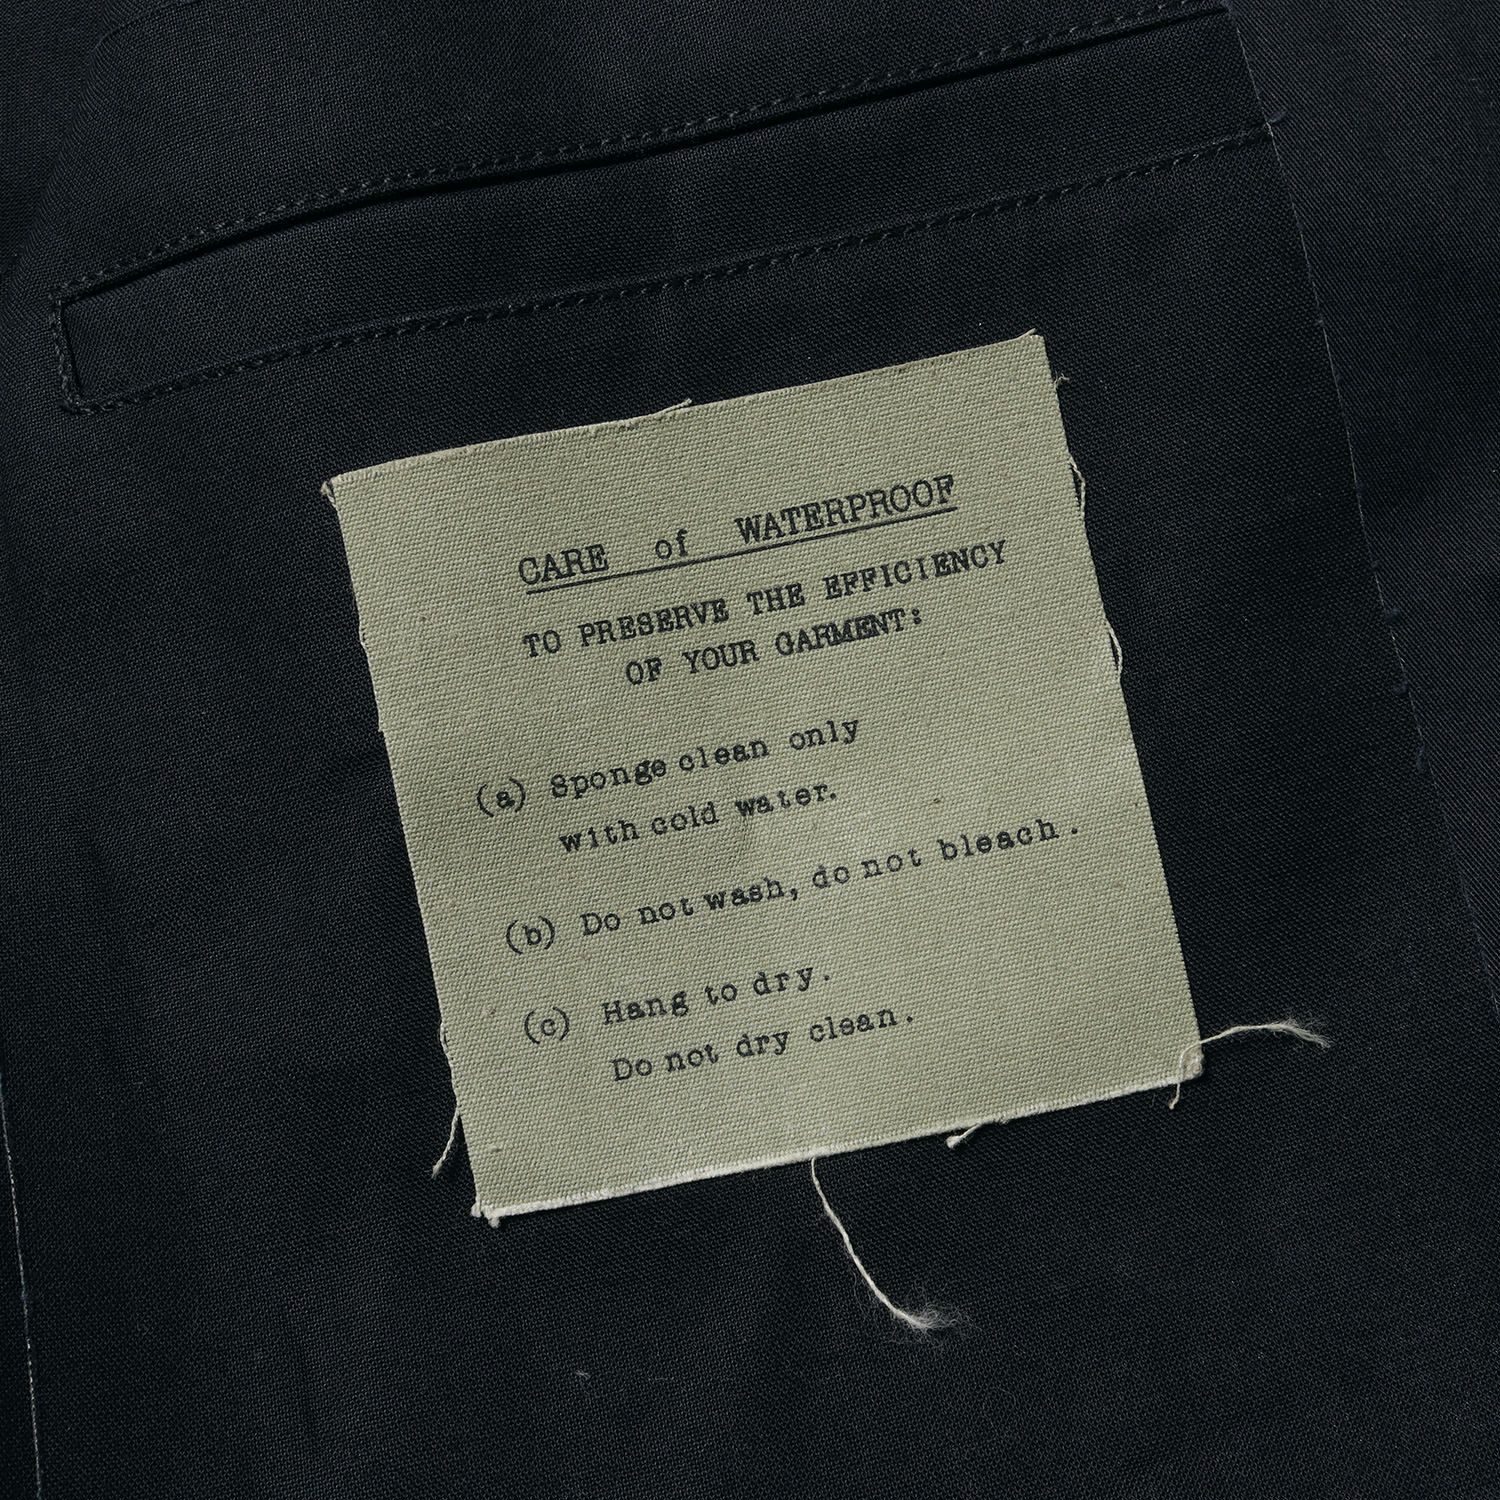 CARE of WATERPROOF
TO PRESERVE THE EFFICIENCY
OF YOUR GARMENT:
(a) Sponge clean only
with cold water.
(b) Do not wash, do not bleach.
(c) Hang to dry.
Do not dry clean.